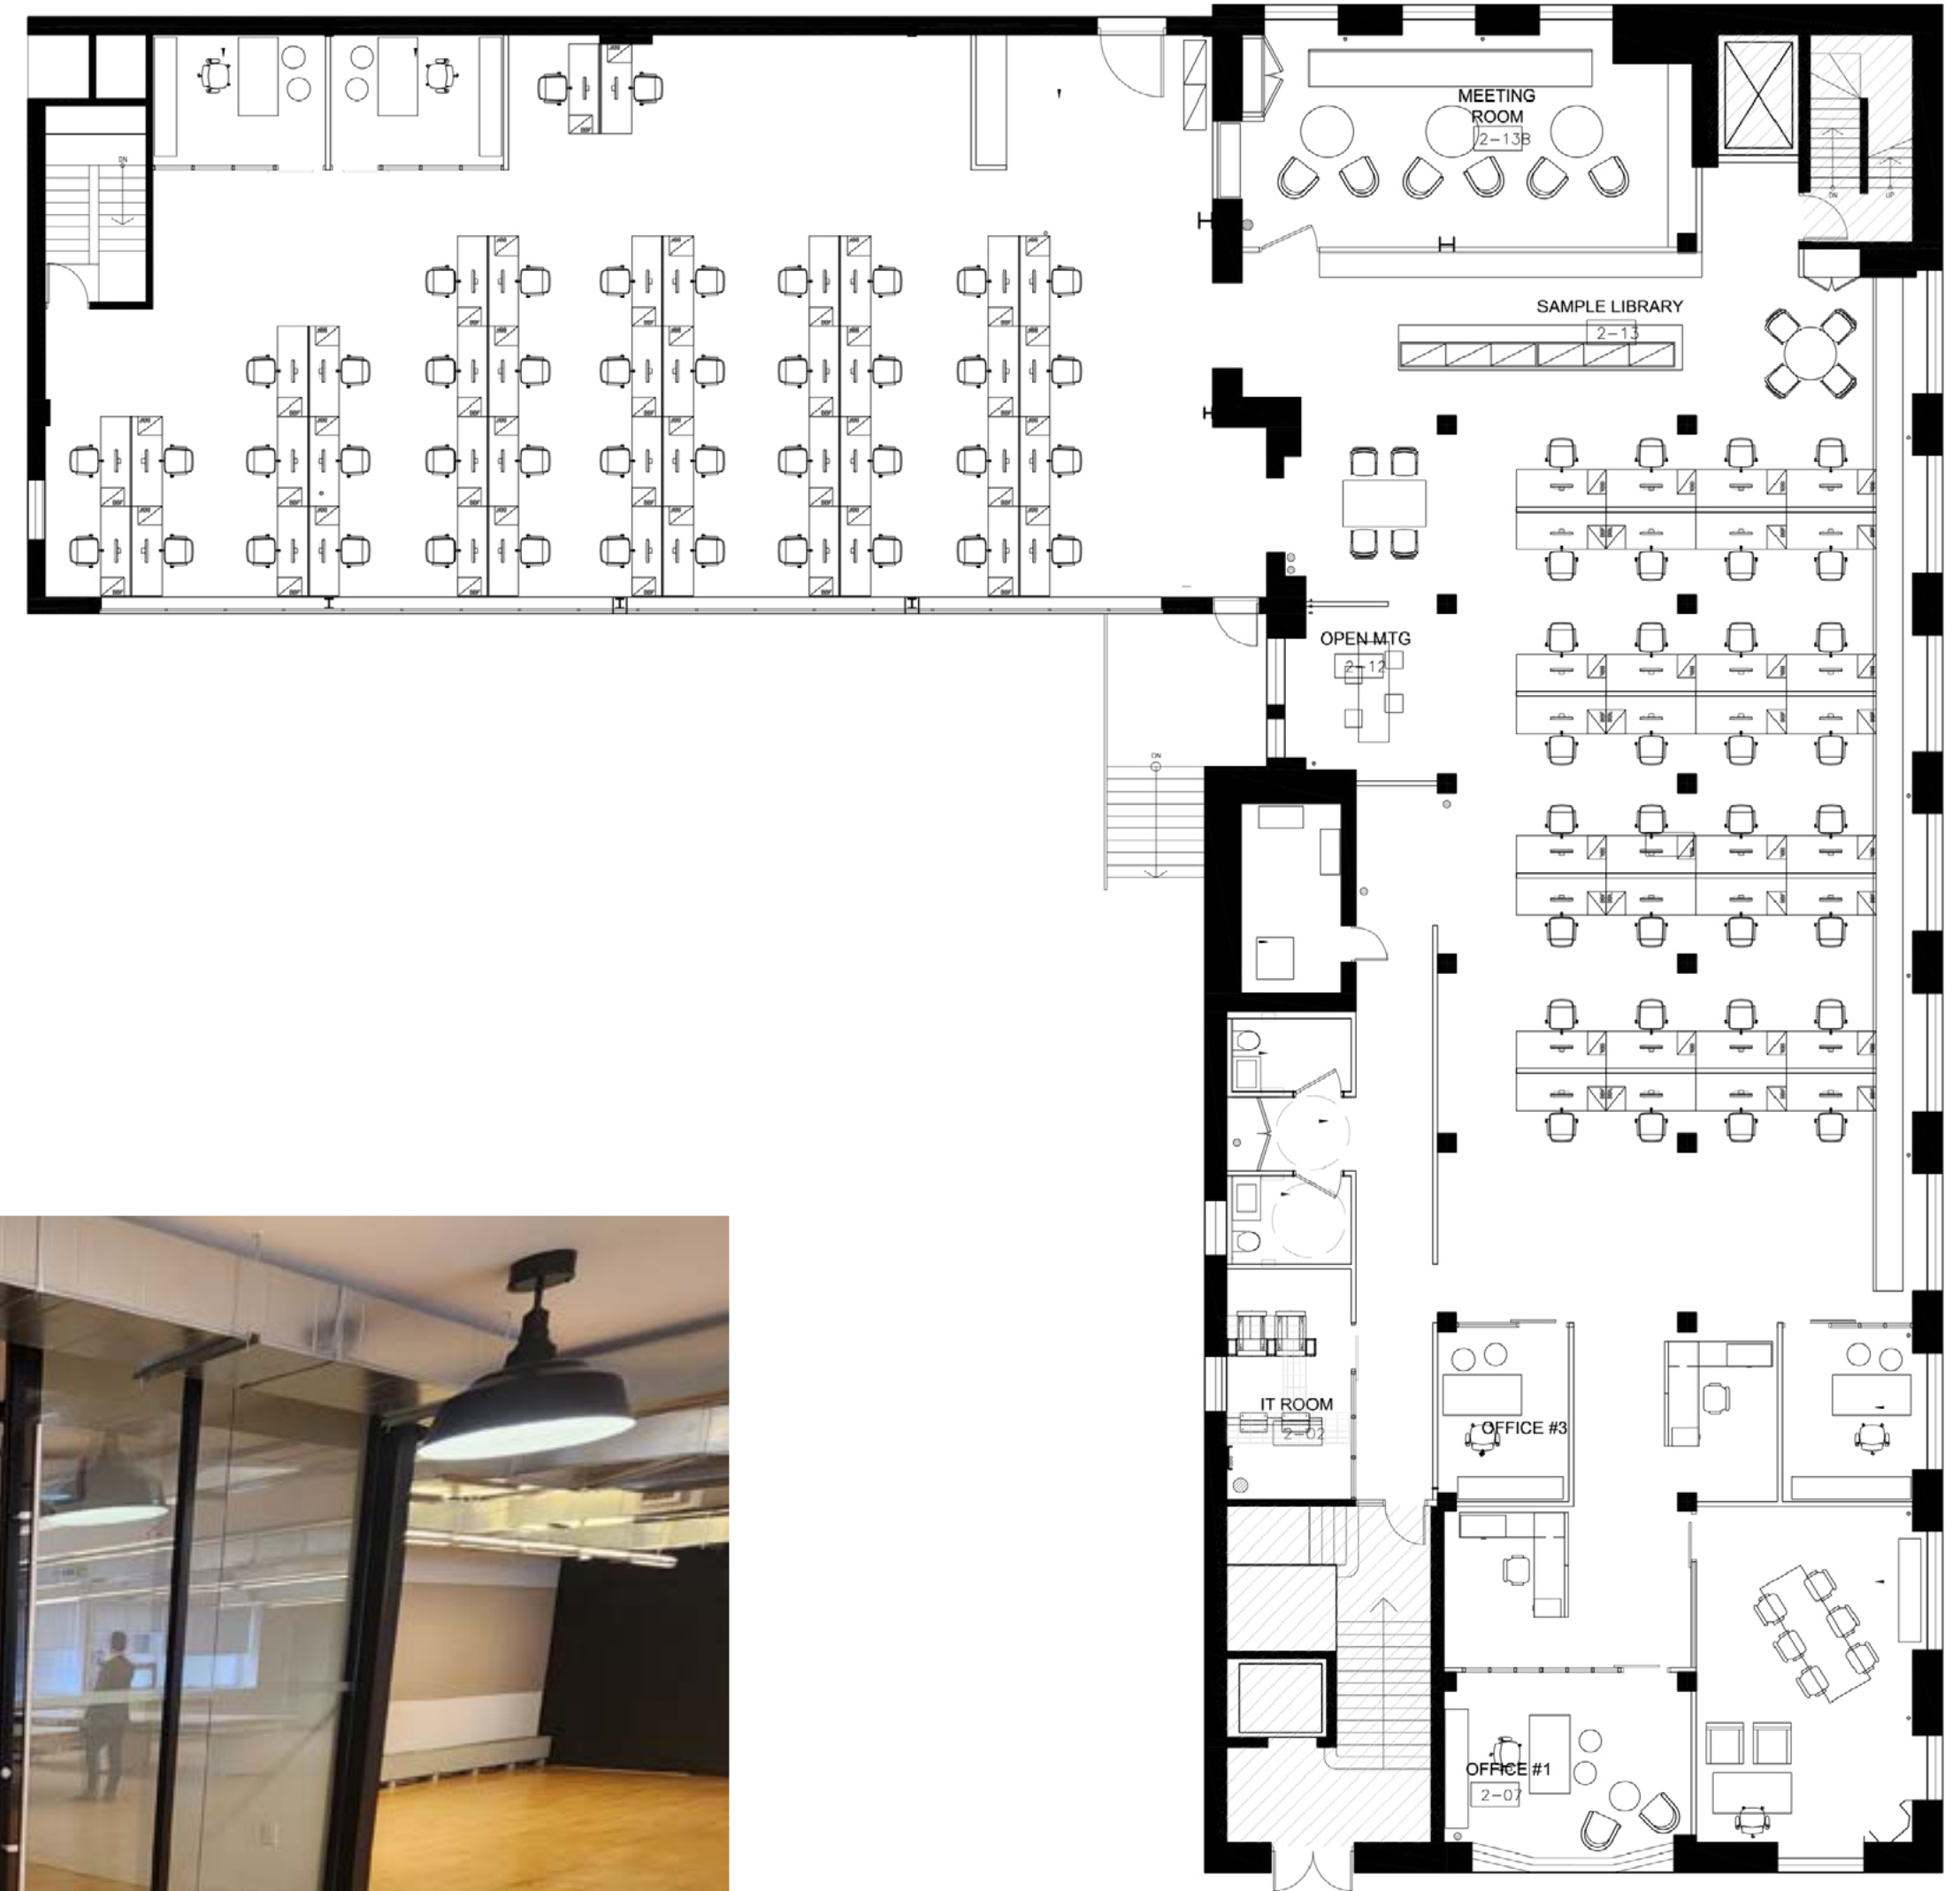 MEETING
ROOM
2-13B
DN
DN
UP
SAMPLE LIBRARY
2-13
OPEN MTG
2-12
DN
IT ROOM
2-02
OFFICE #3
OFFICE #1
2-07